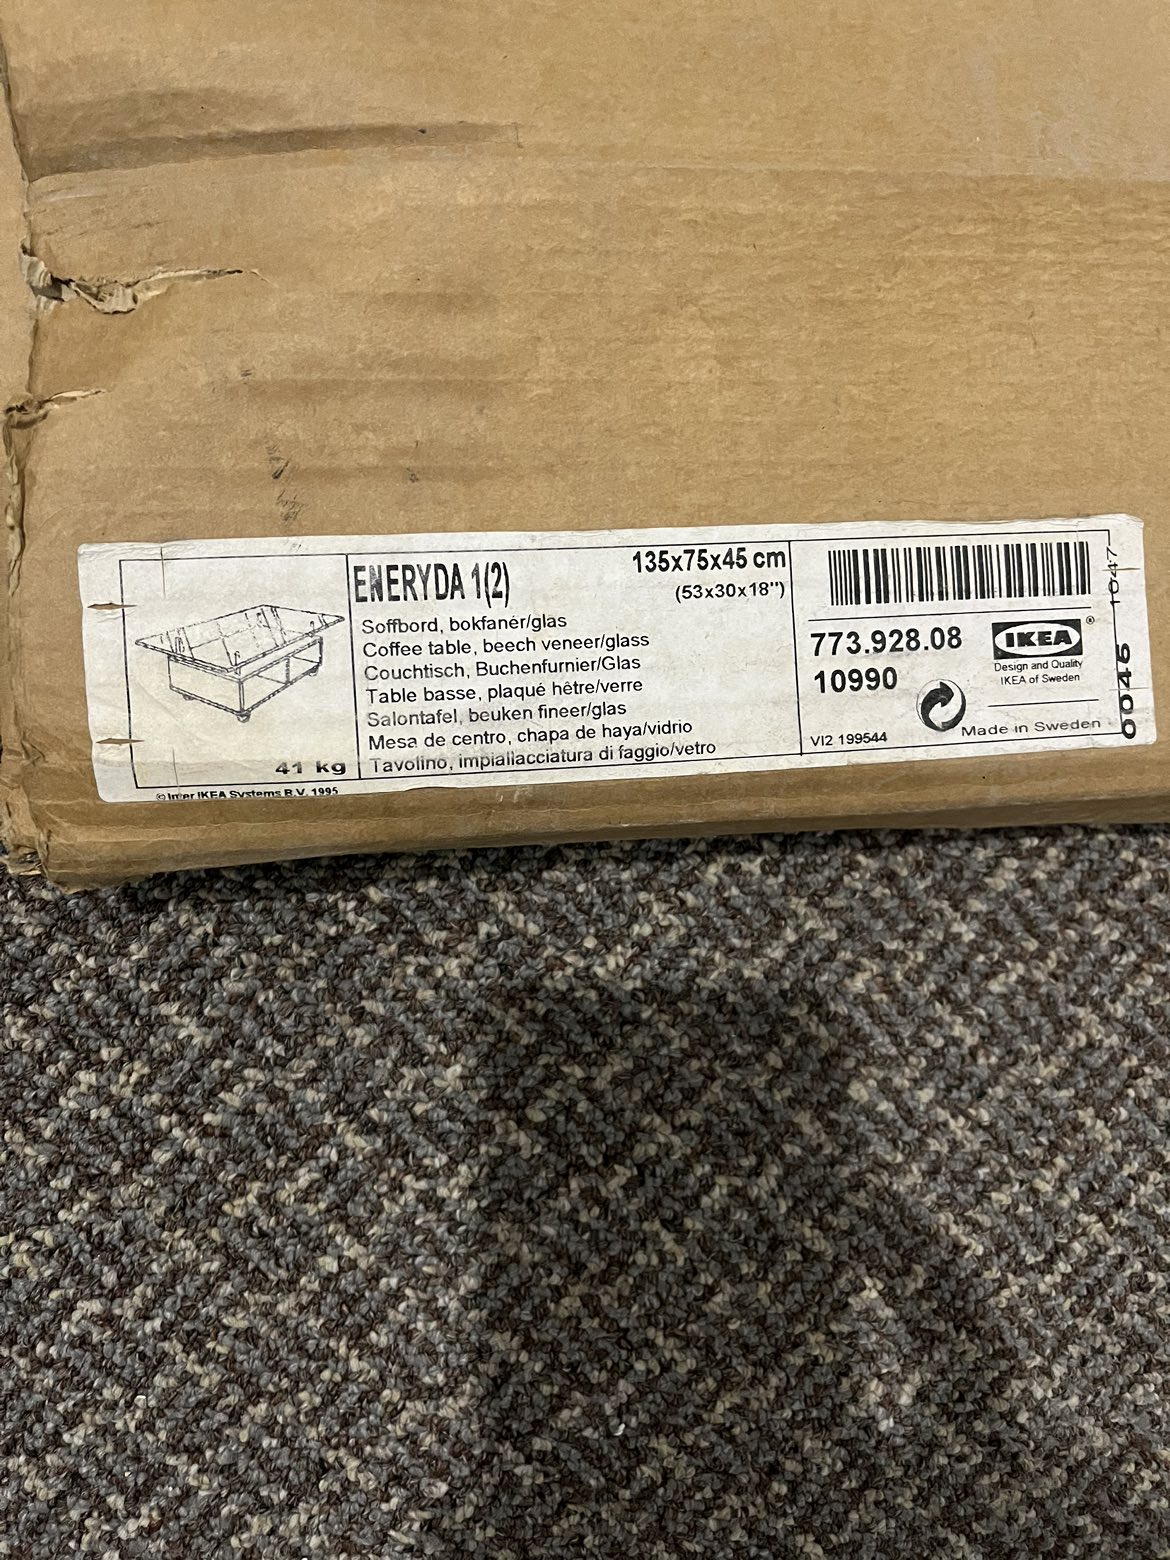 ENERYDA 1(2)
135x75x45 cm
(53x30x18")
Soffbord, bokfanér/glas
Coffee table, beech veneer/glass
Couchtisch, Buchenfurnier/Glas
Table basse, plaqué hêtre/verre
Salontafel, beuken fineer/glas
Mesa de centro, chapa de haya/vidrio
Tavolino, impiallacciatura di faggio/vetro
41 kg
© Inter IKEA Systems B.V. 1995
773.928.08
10990
VI2 199544
IKEA®
Design and Quality
IKEA of Sweden
Made in Sweden
0046 1047